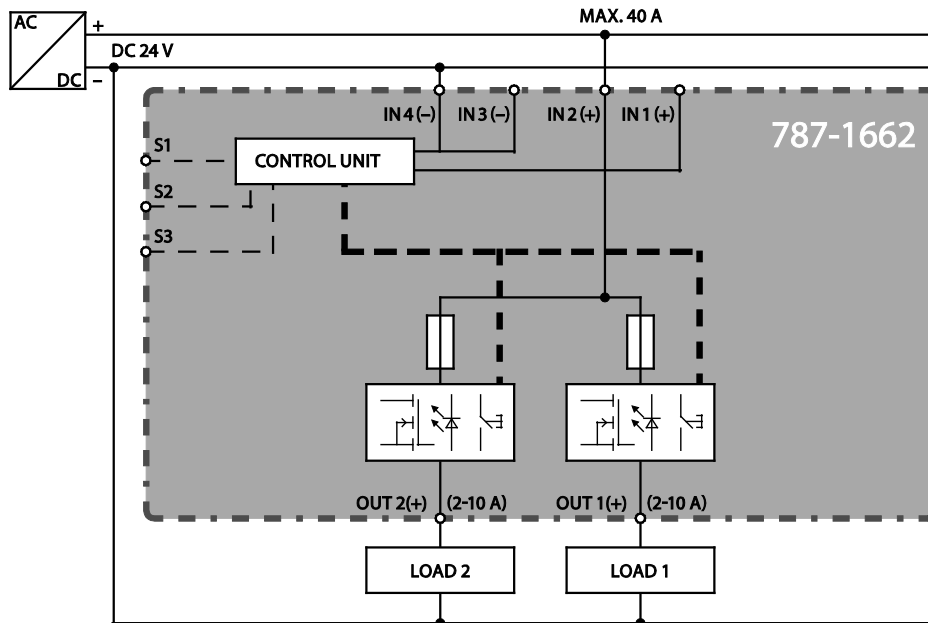 AC
+
MAX. 40 A
DC 24 V
DC –
IN 4 (–) IN 3 (–) IN 2 (+) IN 1 (+)
787-1662
S1
CONTROL UNIT
S2
S3
OUT 2(+) (2-10 A) OUT 1(+) (2-10 A)
LOAD 2 LOAD 1